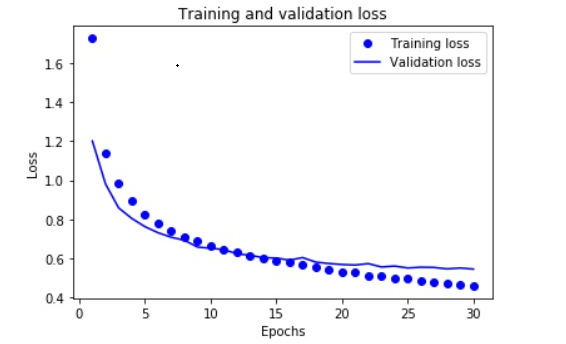 Training and validation loss
Training loss
Validation loss
1.6
1.4
1.2
1.0
0.8
0.6
0.4
Loss
0
5
10
15
20
25
30
Epochs